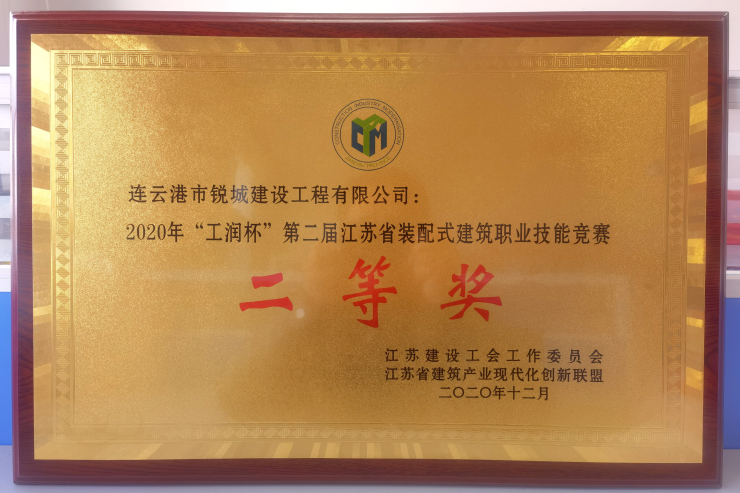 CONSTRUCTION INDUSTRY MODERNIZATION
连云港市锐城建设工程有限公司：
2020年“工润杯”第二届江苏省装配式建筑职业技能竞赛
二等奖
江苏建设工会工作委员会
江苏省建筑产业现代化创新联盟
二〇二〇年十二月